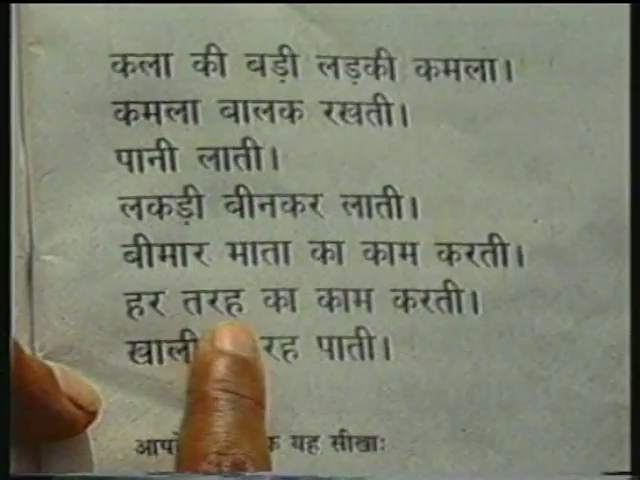 कला की बड़ी लड़की कमला।
कमला बालक रखती।
पानी लाती।
लकड़ी बीनकर लाती।
बीमार माता का काम करती।
हर तरह का काम करती।
खाली रह पाती।
यह सीखाः